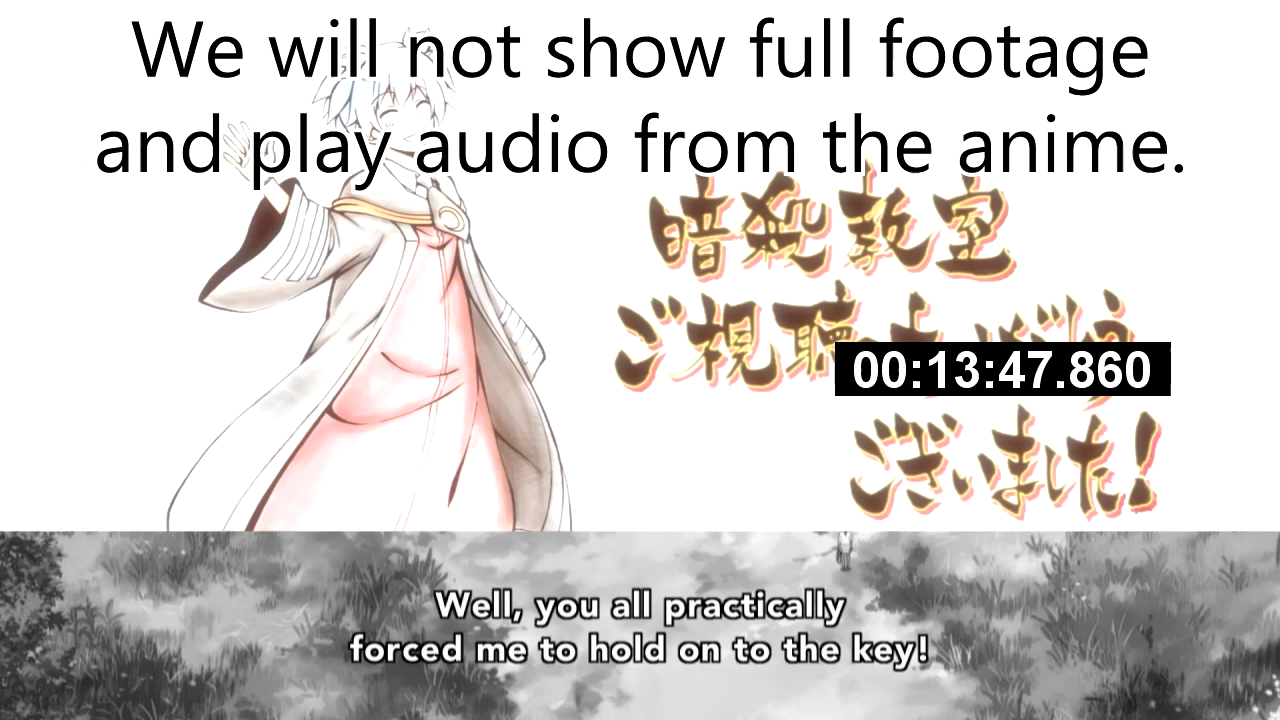 We will not show full footage
and play audio from the anime.
暗殺教室
ご視聴
00:13:47.860
ございました!
Well, you all practically
forced me to hold on to the key!